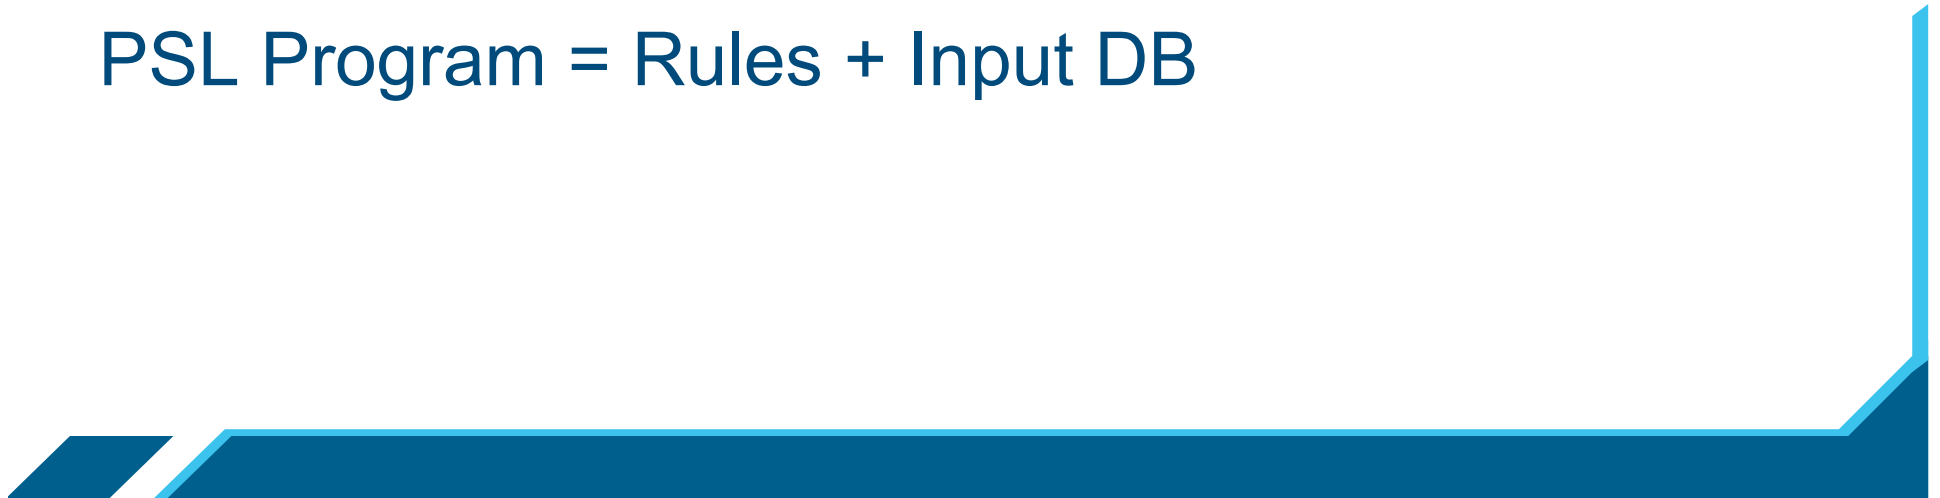 PSL Program = Rules + Input DB